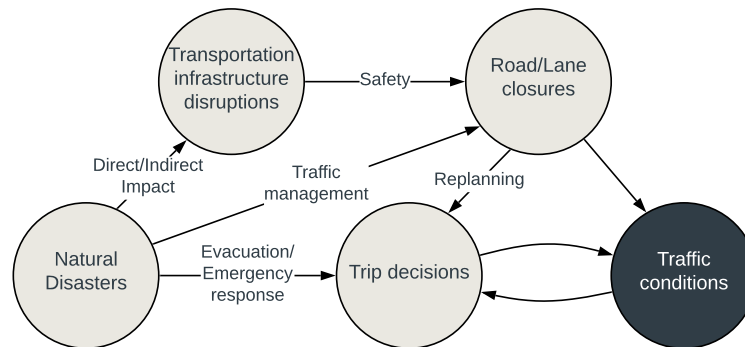 Transportation
infrastructure
disruptions
Safety
Road/Lane
closures
Direct/Indirect
Impact
Traffic
management
Replanning
Natural
Disasters
Evacuation/
Emergency
response
Trip decisions
Traffic
conditions